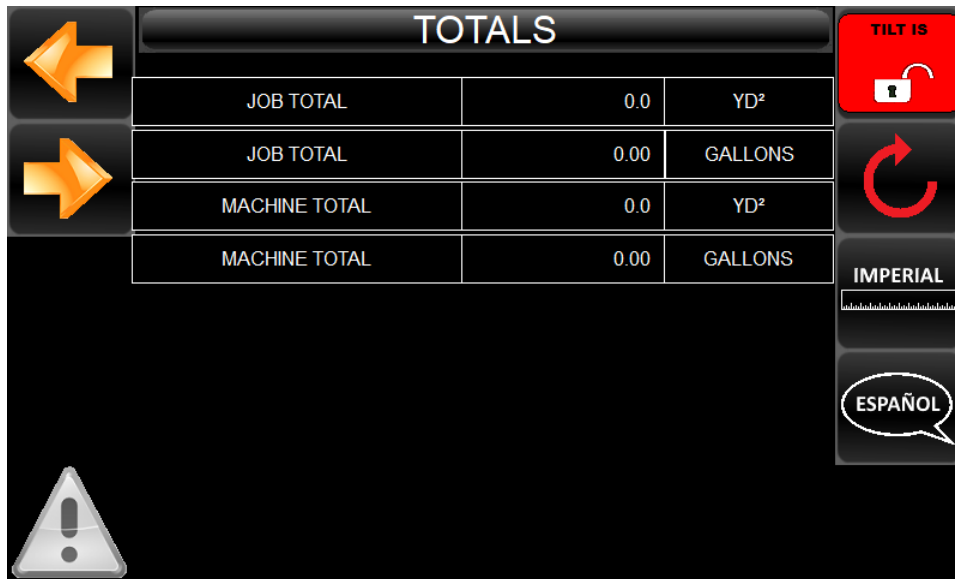 TOTALS
TILT IS
JOB TOTAL 0.0 YD²
JOB TOTAL 0.00 GALLONS
MACHINE TOTAL 0.0 YD²
MACHINE TOTAL 0.00 GALLONS
IMPERIAL
ESPAÑOL